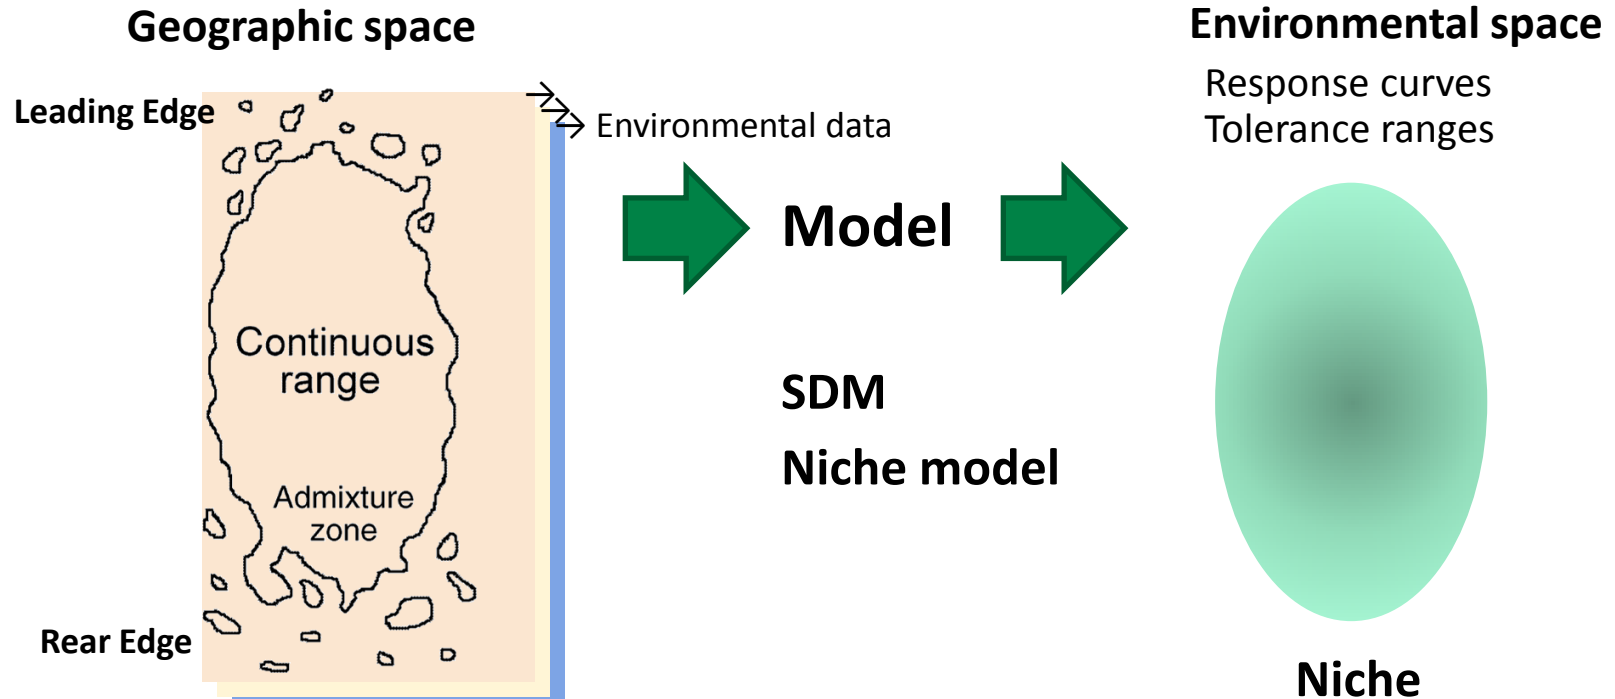 Geographic space
Leading Edge
Continuous
range
Admixture
zone
Rear Edge
Environmental data
Model
SDM
Niche model
Environmental space
Response curves
Tolerance ranges
Niche